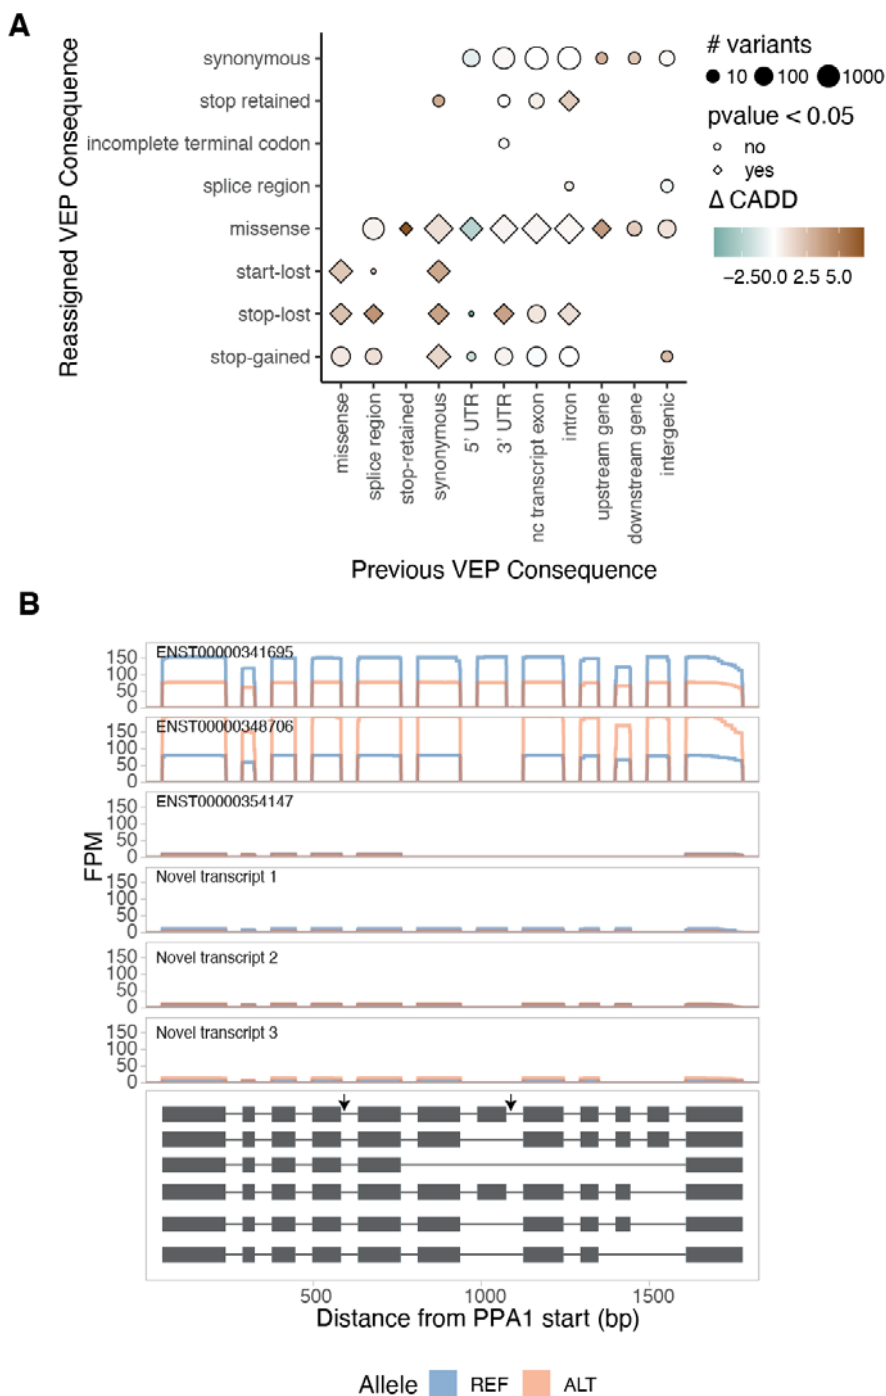 A
Reassigned VEP Consequence
synonymous
stop retained
incomplete terminal codon
splice region
missense
start-lost
stop-lost
stop-gained
missense
splice region
stop-retained
synonymous
5' UTR
3' UTR
nc transcript exon
intron
upstream gene
downstream gene
intergenic
Previous VEP Consequence
# variants
10 100 1000
pvalue < 0.05
no
yes
Δ CADD
−2.50.0 2.5 5.0
B
FPM
ENST00000341695
150
100
50
0
ENST00000348706
150
100
50
0
ENST00000354147
150
100
50
0
Novel transcript 1
150
100
50
0
Novel transcript 2
150
100
50
0
Novel transcript 3
150
100
50
0
500 1000 1500
Distance from PPA1 start (bp)
Allele REF ALT